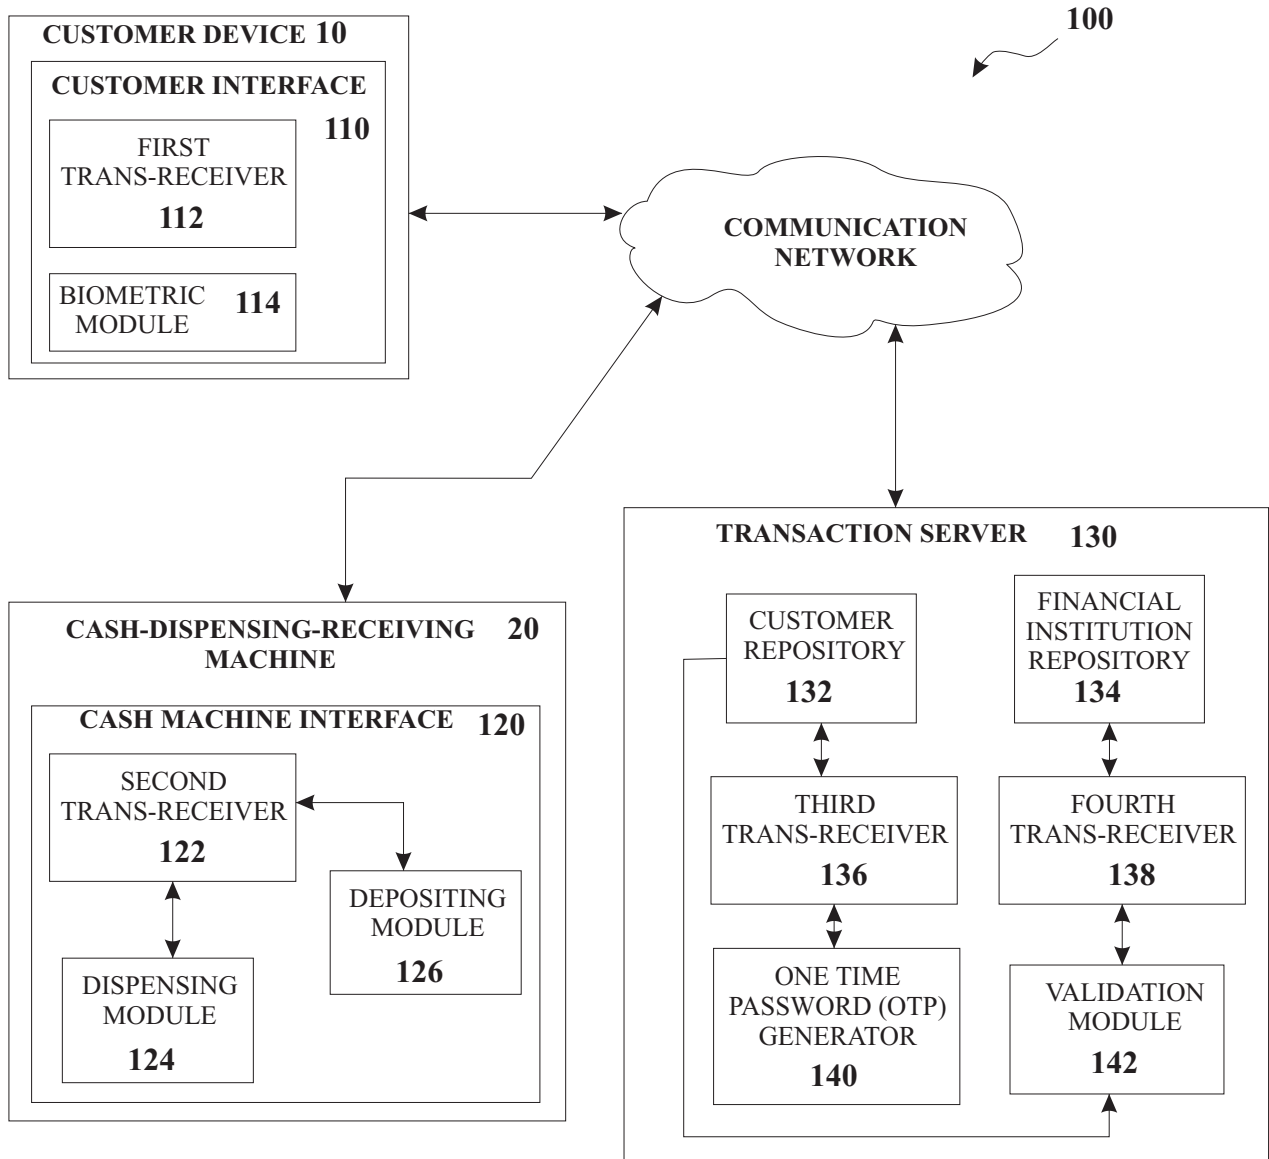 100
CUSTOMER DEVICE 10
CUSTOMER INTERFACE
110
FIRST
TRANS-RECEIVER
112
BIOMETRIC
MODULE
114
COMMUNICATION
NETWORK
CASH-DISPENSING-RECEIVING
MACHINE
20
CASH MACHINE INTERFACE 120
SECOND
TRANS-RECEIVER
122
DEPOSITING
MODULE
126
DISPENSING
MODULE
124
TRANSACTION SERVER 130
CUSTOMER
REPOSITORY
132
FINANCIAL
INSTITUTION
REPOSITORY
134
THIRD
TRANS-RECEIVER
136
FOURTH
TRANS-RECEIVER
138
ONE TIME
PASSWORD (OTP)
GENERATOR
140
VALIDATION
MODULE
142